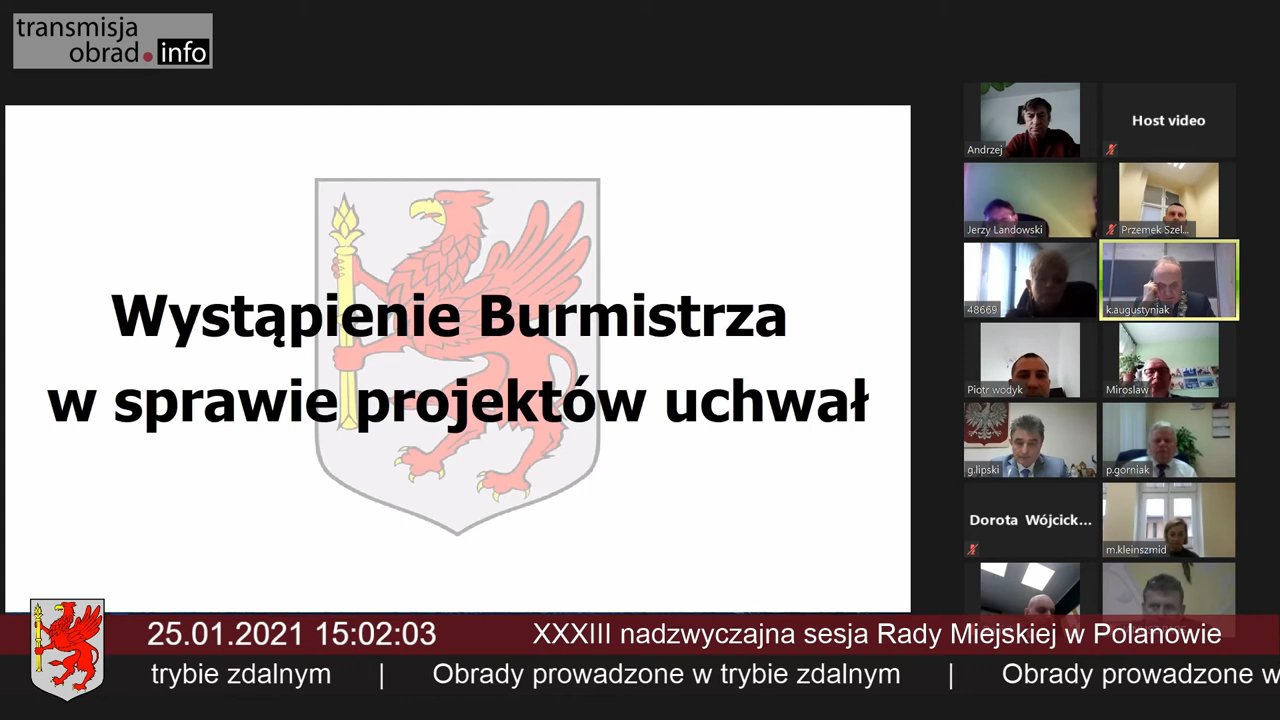 transmisja
obrad.info
Wystąpienie Burmistrza
w sprawie projektów uchwał
Andrzej
Host video
Jerzy Landowski
Przemek Szel...
48669
k.augustyniak
Piotr wodyk
Miroslaw
g.lipski
p.gorniak
Dorota Wójcick...
m.kleinszmid
25.01.2021 15:02:03
XXXIII nadzwyczajna sesja Rady Miejskiej w Polanowie
trybie zdalnym | Obrady prowadzone w trybie zdalnym | Obrady prowadzone w